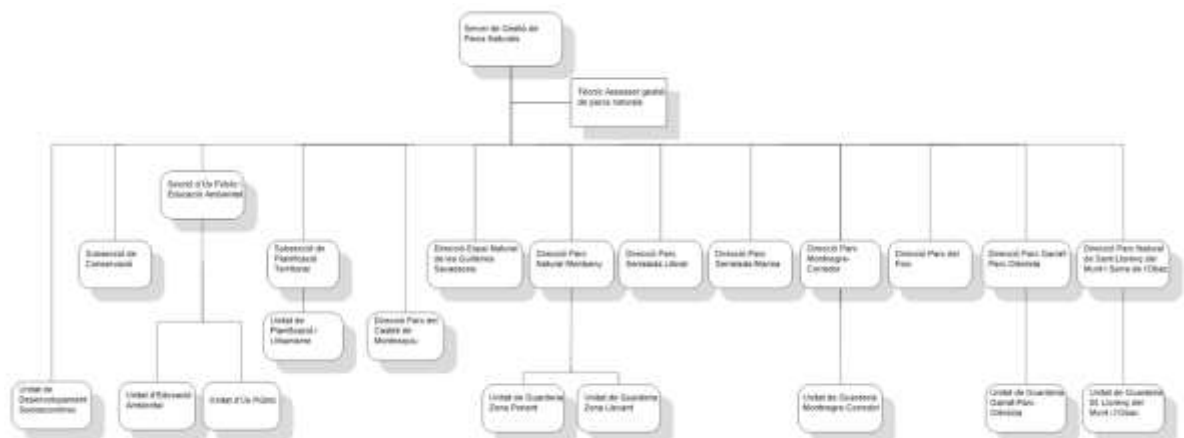 Servei de Gestió de
Parcs Naturals
Tècnic Assessor gestió
de parcs naturals
Secció d'Ús Públic i
Educació Ambiental
Subsecció de
Conservació
Subsecció de
Planificació
Territorial
Direcció Espai Natural
de les Guilleries
Savassona
Direcció Parc
Natural Montseny
Direcció Parc
Serralada Litoral
Direcció Parc
Serralada Marina
Direcció Parc
Montnegre-
Corredor
Direcció Parc del
Foix
Direcció Parc Garraf-
Parc Olèrdola
Direcció Parc Natural
de Sant Llorenç del
Munt i Serra de l'Obac
Unitat de
Planificació i
Urbanisme
Direcció Parc del
Castell de
Montesquiu
Unitat de
Desenvolupament
Socioeconòmic
Unitat d'Educació
Ambiental
Unitat d'Ús Públic
Unitat de Guarderia
Zona Ponent
Unitat de Guarderia
Zona Llevant
Unitat de Guarderia
Montnegre-Corredor
Unitat de Guarderia
Garraf-Parc
Olèrdola
Unitat de Guarderia
St. Llorenç del
Munt i l'Obac